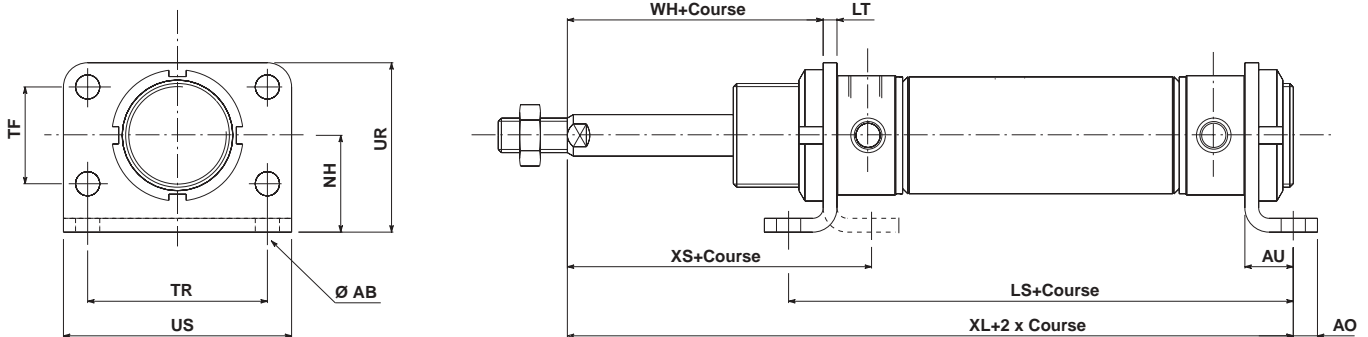 WH+Course
LT
TF
NH
UR
XS+Course
AU
TR
Ø AB
LS+Course
US
XL+2 x Course
AO